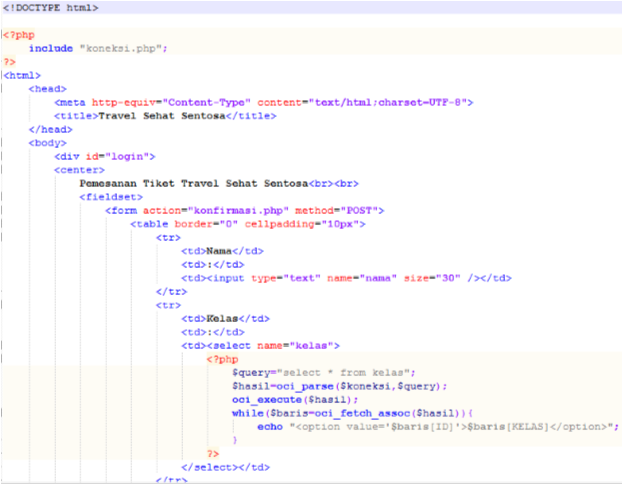 <!DOCTYPE html>
<?php
include "koneksi.php";
?>
<html>
<head>
<meta http-equiv="Content-Type" content="text/html;charset=UTF-8">
<title>Travel Sehat Sentosa</title>
</head>
<body>
<div id="login">
<center>
Pemesanan Tiket Travel Sehat Sentosa<br><br>
<fieldset>
<form action="konfirmasi.php" method="POST">
<table border="0" cellpadding="10px">
<tr>
<td>Nama</td>
<td>:</td>
<td><input type="text" name="nama" size="30" /></td>
</tr>
<tr>
<td>Kelas</td>
<td>:</td>
<td><select name="kelas">
<?php
$query="select * from kelas";
$hasil=oci_parse($koneksi,$query);
oci_execute($hasil);
while($baris=oci_fetch_assoc($hasil)){
echo "<option value='$baris[ID]'>$baris[KELAS]</option>";
}
?>
</select></td>
</tr>